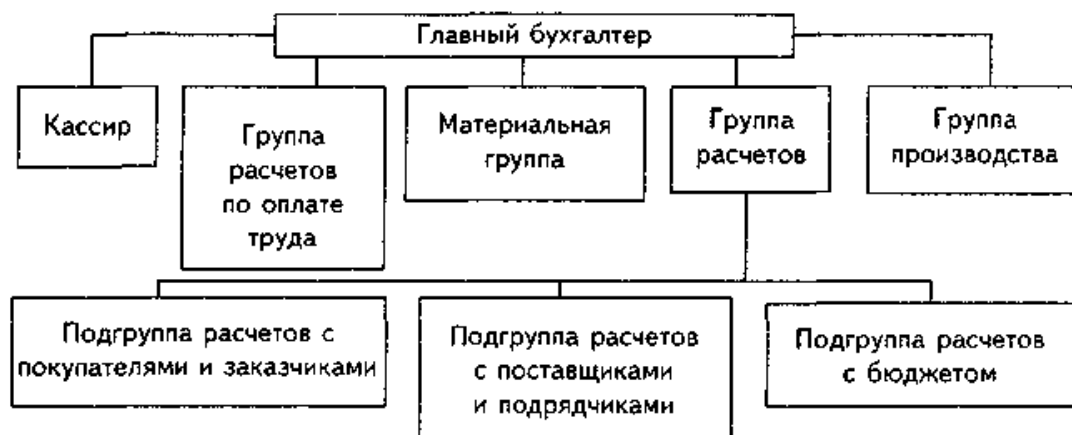 Главный бухгалтер
Кассир
Группа
расчетов
по оплате
труда
Материальная
группа
Группа
расчетов
Группа
производства
Подгруппа расчетов с
покупателями и заказчиками
Подгруппа расчетов
с поставщиками
и подрядчиками
Подгруппа расчетов
с бюджетом